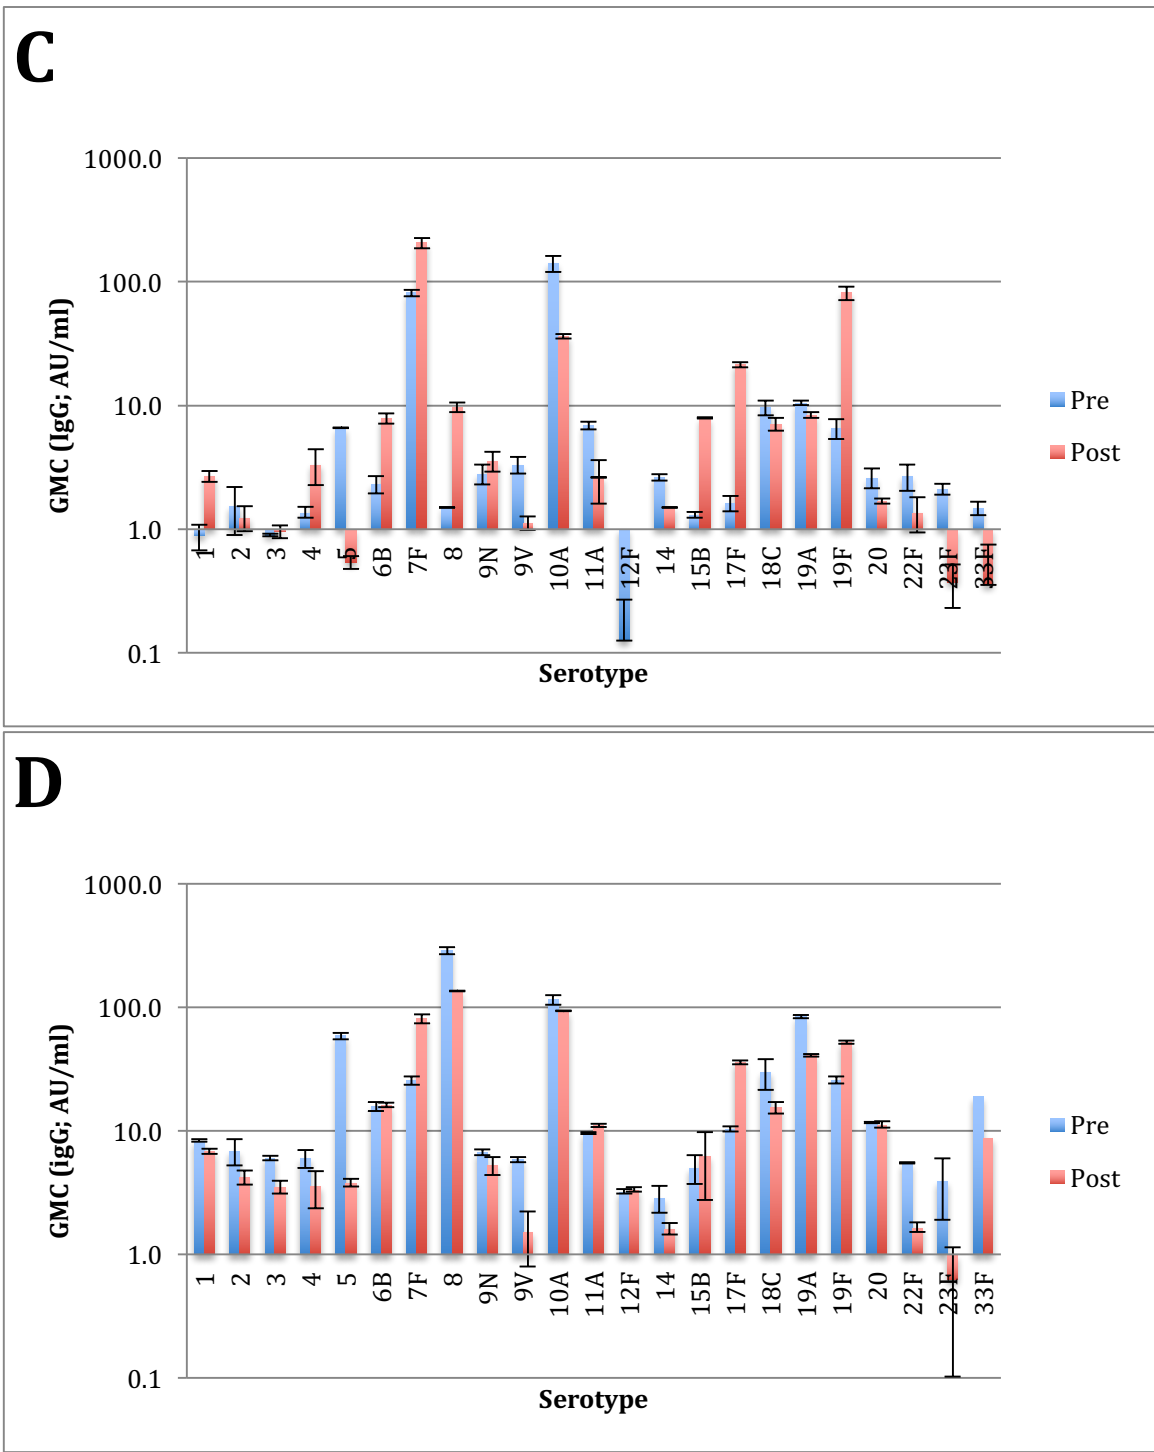 C
1000.0
100.0
10.0
1.0
0.1
GMC (IgG; AU/ml)
1 2 3 4 5 6B 7F 8 9N 9V 10A 11A 12F 14 15B 17F 18C 19A 19F 20 22F 23F 33F
Serotype
Pre
Post
D
1000.0
100.0
10.0
1.0
0.1
GMC (igG; AU/ml)
1 2 3 4 5 6B 7F 8 9N 9V 10A 11A 12F 14 15B 17F 18C 19A 19F 20 22F 23F 33F
Serotype
Pre
Post